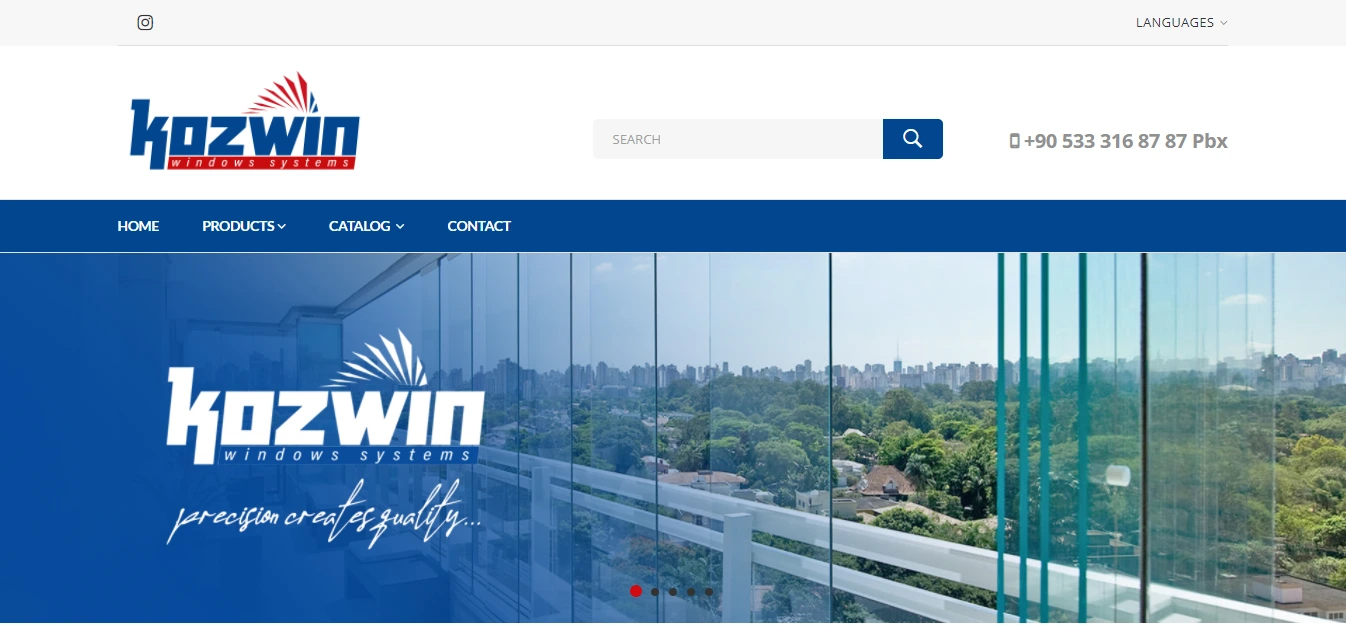 LANGUAGES
kozwin
windows systems
SEARCH
+90 533 316 87 87 Pbx
HOME PRODUCTS CATALOG CONTACT
kozwin
windows systems
precision creates quality...